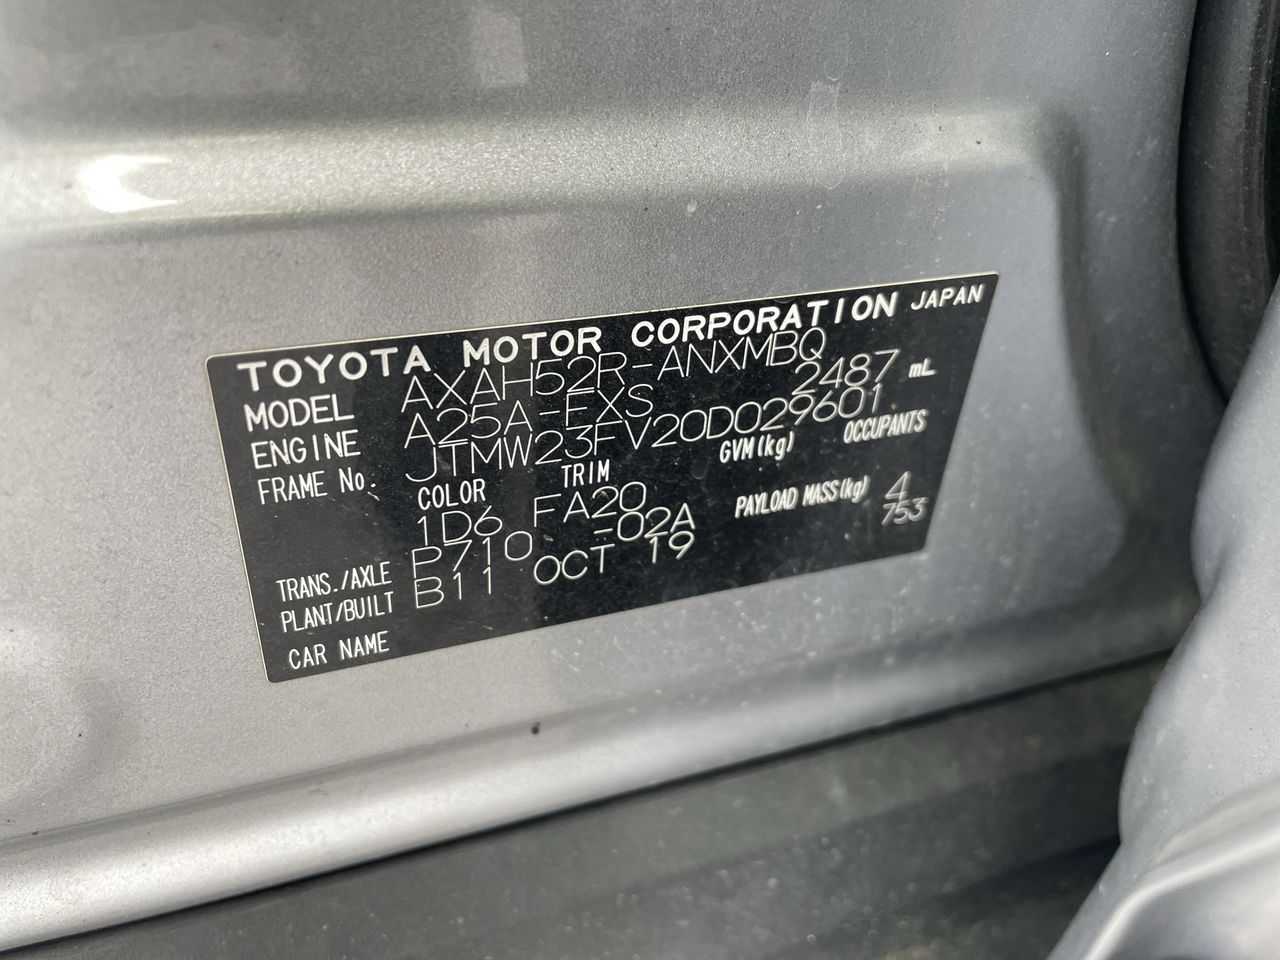 TOYOTA MOTOR CORPORATION JAPAN
MODEL AXAH52R-ANXMBQ
ENGINE A25A-FXS 2487 mL
FRAME No. JTMW23FV20D029601
COLOR TRIM GVM(kg) OCCUPANTS
1D6 FA20 4
TRANS./AXLE P710 -02A PAYLOAD MASS(kg) 753
PLANT/BUILT B11 OCT 19
CAR NAME